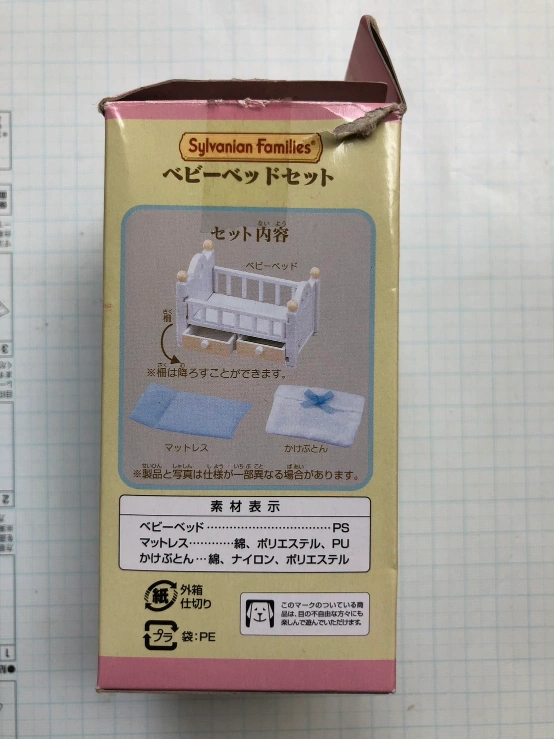 Sylvanian Families®
ベビーベッドセット
セット内容
ベビーベッド
柵
※柵は降ろすことができます。
マットレス
かけぶとん
※製品と写真は仕様が一部異なる場合があります。
素材表示
ベビーベッド……………………………PS
マットレス…………綿、ポリエステル、PU
かけぶとん…綿、ナイロン、ポリエステル
紙 外箱
仕切り
プラ 袋:PE
このマークのついている商
品は、目の不自由な方々にも
楽しんで遊んでいただけます。